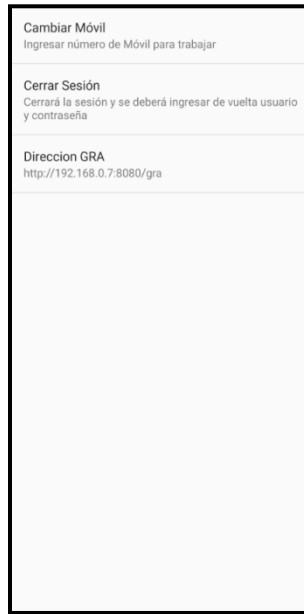 Cambiar Móvil
Ingresar número de Móvil para trabajar
Cerrar Sesión
Cerrará la sesión y se deberá ingresar de vuelta usuario
y contraseña
Direccion GRA
http://192.168.0.7:8080/gra